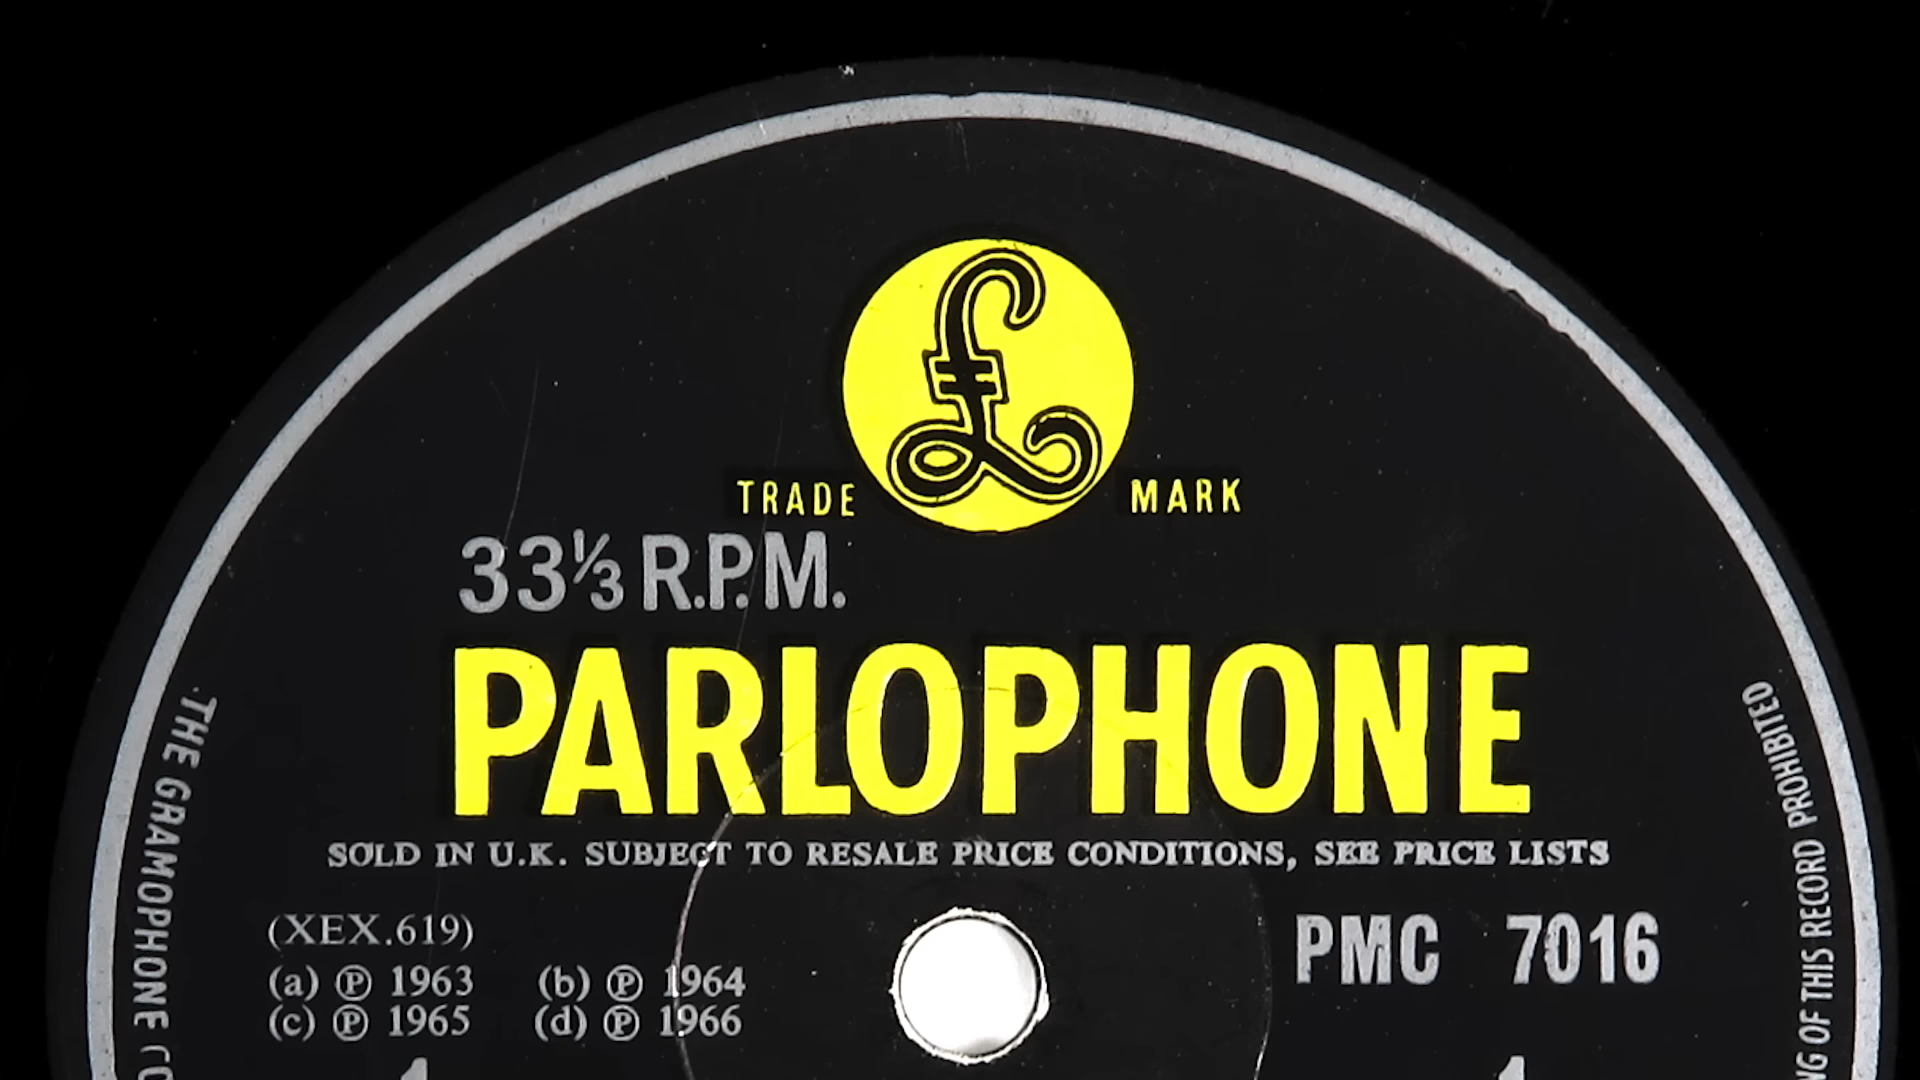 £
TRADE MARK
33⅓ R.P.M.
PARLOPHONE
SOLD IN U.K. SUBJECT TO RESALE PRICE CONDITIONS, SEE PRICE LISTS
(XEX.619)
(a) Ⓟ 1963 (b) Ⓟ 1964
(c) Ⓟ 1965 (d) Ⓟ 1966
PMC 7016
THE GRAMOPHONE
OF THIS RECORD PROHIBITED